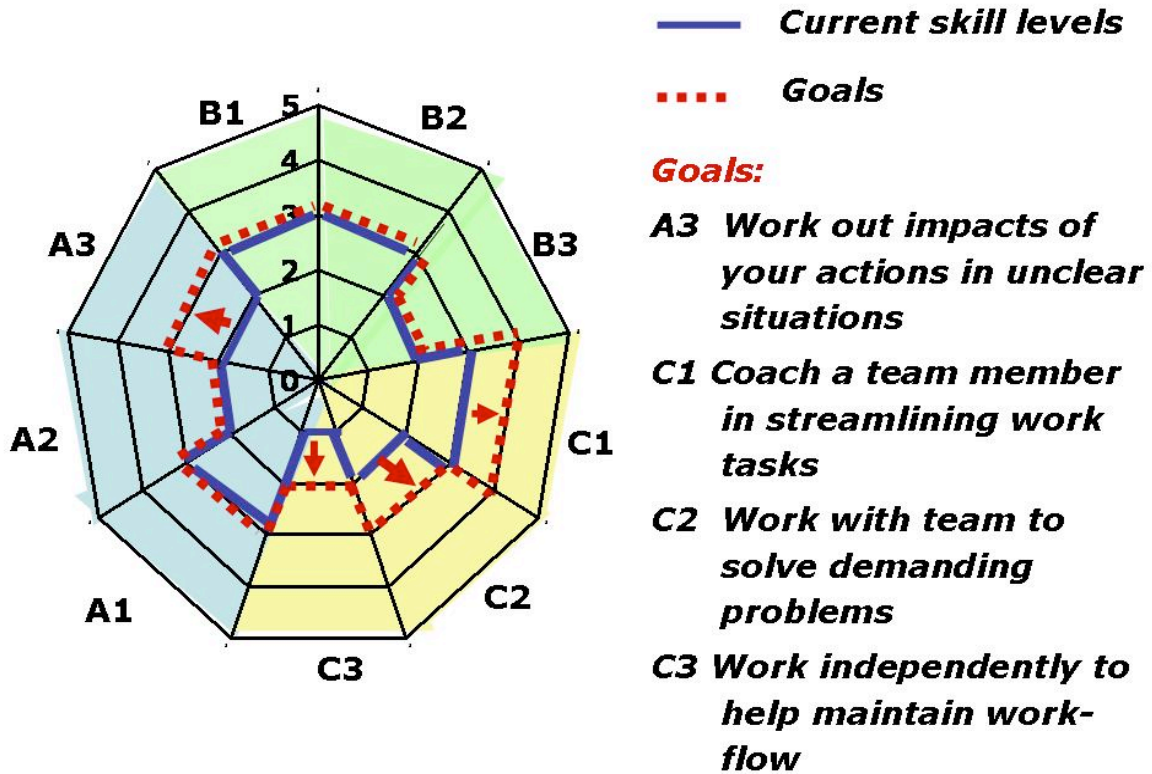 Current skill levels
Goals
Goals:
A3 Work out impacts of
your actions in unclear
situations
C1 Coach a team member
in streamlining work
tasks
C2 Work with team to
solve demanding
problems
C3 Work independently to
help maintain work-
flow
B1
5
B2
4
A3
3
B3
2
1
0
A2
C1
A1
C2
C3